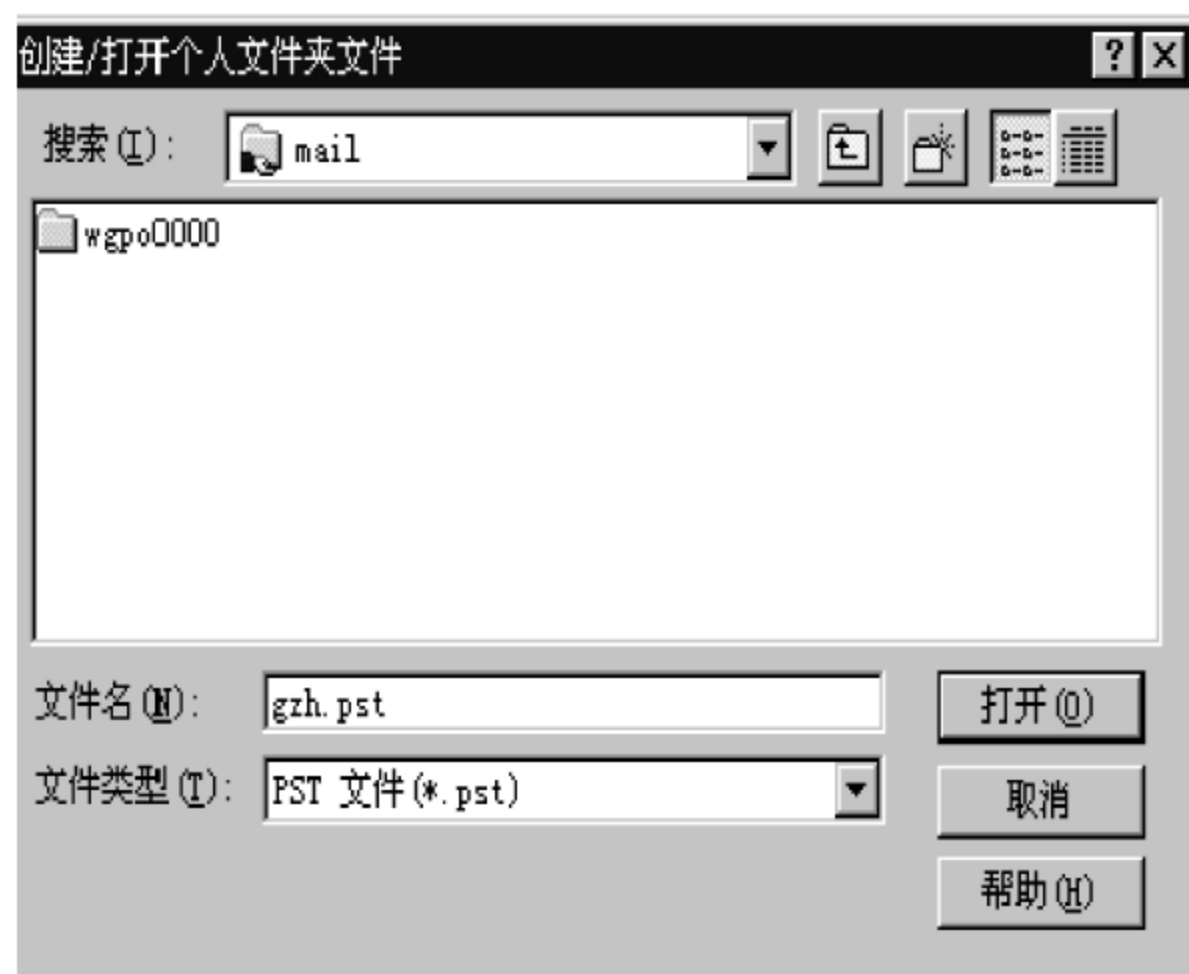 创建/打开个人文件夹文件
搜索(I): mail
wgpo0000
文件名(N): gzh.pst 打开(O)
文件类型(T): PST 文件(*.pst) 取消
帮助(H)